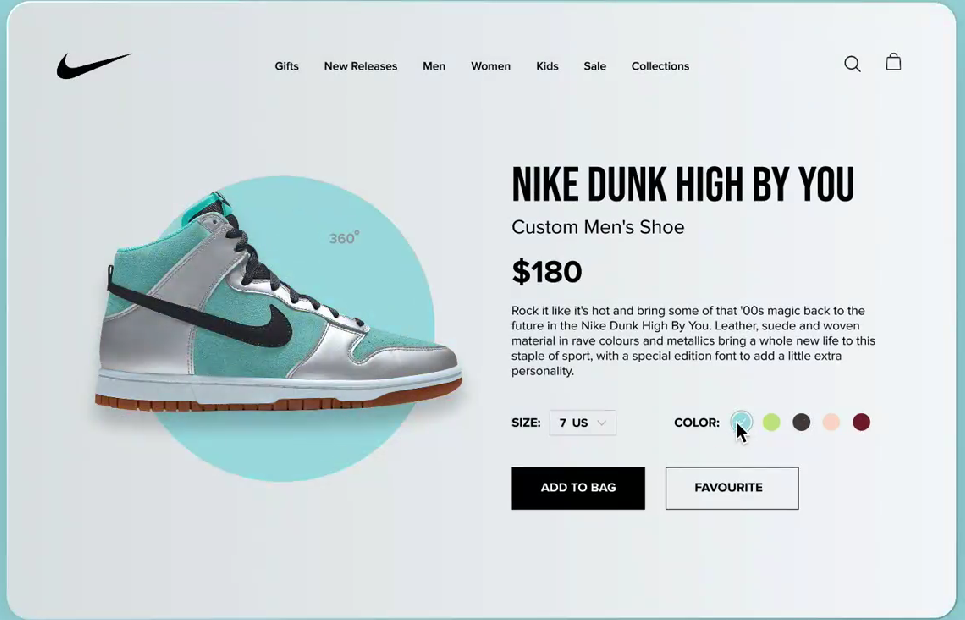 Gifts New Releases Men Women Kids Sale Collections
NIKE DUNK HIGH BY YOU
Custom Men's Shoe
$180
360°
Rock it like it's hot and bring some of that '00s magic back to the
future in the Nike Dunk High By You. Leather, suede and woven
material in rave colours and metallics bring a whole new life to this
staple of sport, with a special edition font to add a little extra
personality.
SIZE: 7 US COLOR:
ADD TO BAG FAVOURITE